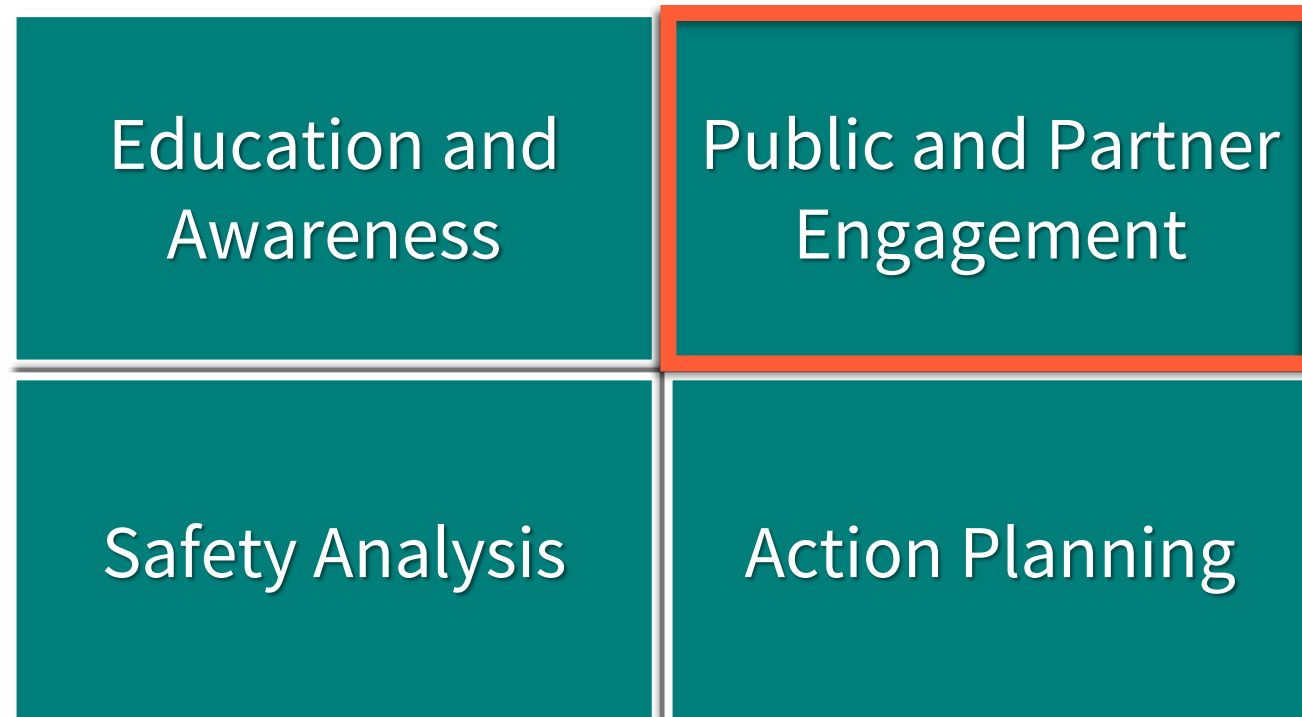 Education and
Awareness
Public and Partner
Engagement
Safety Analysis
Action Planning